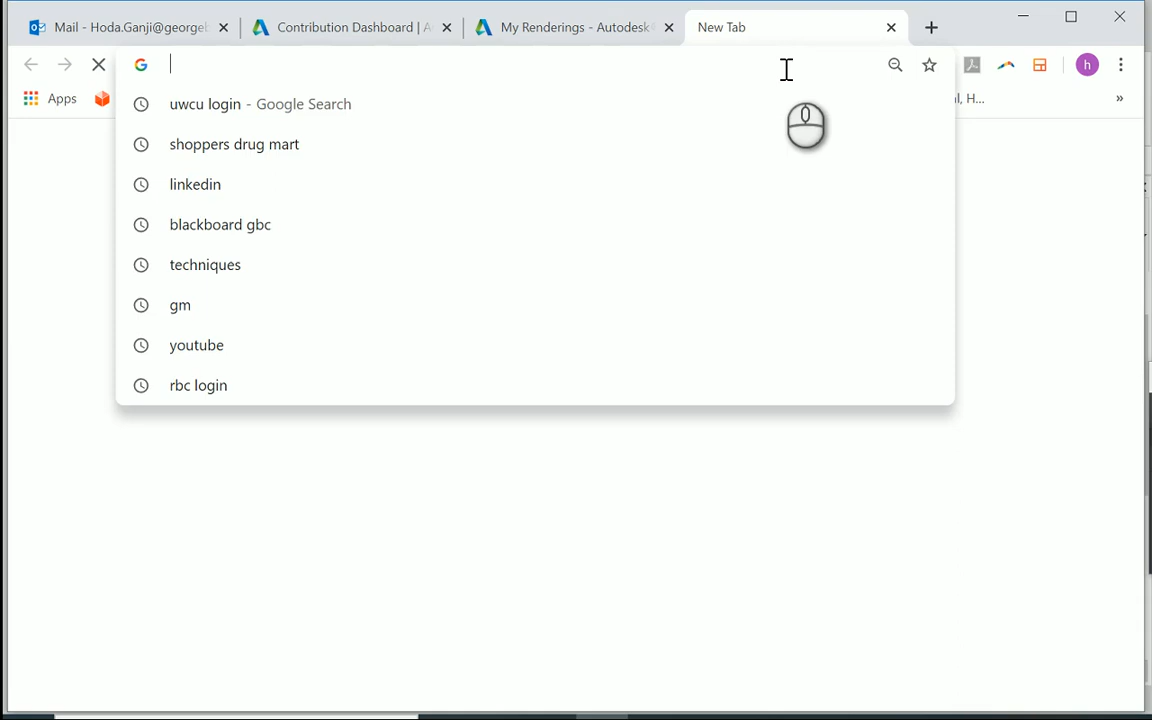 Mail - Hoda.Ganji@georgeb
Contribution Dashboard | A
My Renderings - Autodesk
New Tab
Apps
al, H...
»
h
uwcu login - Google Search
shoppers drug mart
linkedin
blackboard gbc
techniques
gm
youtube
rbc login